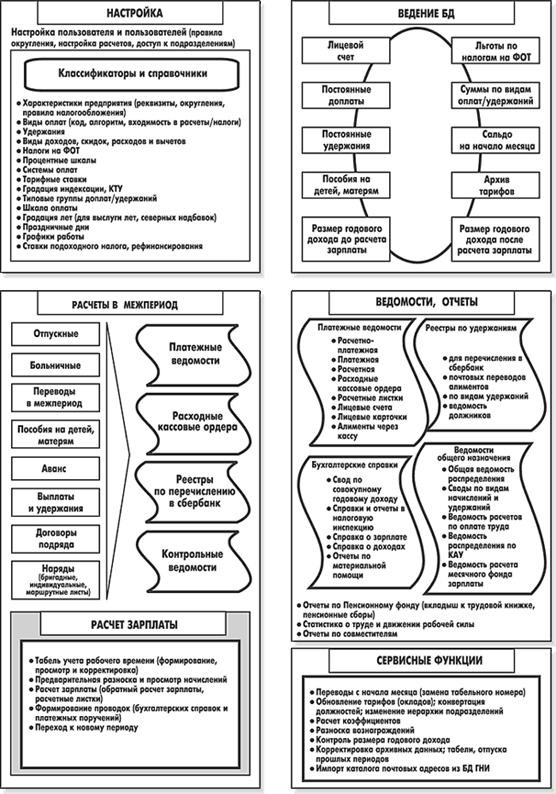 НАСТРОЙКА
Настройка пользователя и пользователей (правила
округления, настройка расчетов, доступ к подразделениям)
Классификаторы и справочники
• Характеристики предприятия (реквизиты, округления,
правила налогообложения)
• Виды оплат (код, алгоритм, входимость в расчеты/налоги)
• Удержания
• Виды доходов, скидок, расходов и вычетов
• Налоги на ФОТ
• Процентные шкалы
• Системы оплат
• Тарифные ставки
• Градация индексации, КТУ
• Типовые группы доплат/удержаний
• Шкала оплаты
• Градация лет (для выслуги лет, северных надбавок)
• Праздничные дни
• Графики работы
• Ставки подоходного налога, рефинансирования
ВЕДЕНИЕ БД
Лицевой
счет
Постоянные
доплаты
Постоянные
удержания
Пособия на
детей, матерям
Размер годового
дохода до расчета
зарплаты
Льготы по
налогам на ФОТ
Суммы по видам
оплат/удержаний
Сальдо
на начало месяца
Архив
тарифов
Размер годового
дохода после
расчета зарплаты
РАСЧЕТЫ В МЕЖПЕРИОД
Отпускные
Больничные
Переводы
в межпериод
Пособия на детей,
матерям
Аванс
Выплаты
и удержания
Договоры
подряда
Наряды
(бригадные,
индивидуальные,
маршрутные листы)
Платежные
ведомости
Расходные
кассовые ордера
Реестры
по перечислению
в сбербанк
Контрольные
ведомости
РАСЧЕТ ЗАРПЛАТЫ
• Табель учета рабочего времени (формирование,
просмотр и корректировка)
• Предварительная разноска и просмотр начислений
• Расчет зарплаты (обратный расчет зарплаты,
расчетные листки)
• Формирование проводок (бухгалтерских справок и
платежных поручений)
• Переход к новому периоду
ВЕДОМОСТИ, ОТЧЕТЫ
Платежные ведомости
• Расчетно-
платежная
• Платежная
• Расчетная
• Расходные
кассовые ордера
• Расчетные листки
• Лицевые счета
• Лицевые карточки
• Алименты через
кассу
Реестры по удержаниям
• для перечисления в
сбербанк
• почтовых переводов
алиментов
• по видам удержаний
• ведомость
должников
Бухгалтерские справки
• Свод по
совокупному
годовому доходу
• Справки и отчеты в
налоговую
инспекцию
• Справка о зарплате
• Справка о доходах
• Отчеты по
материальной
помощи
Ведомости
общего назначения
• Общая ведомость
распределения
• Своды по видам
начислений и
удержаний
• Ведомость расчетов
по оплате труда
• Ведомость
распределения по
КАУ
• Ведомость расчета
месячного фонда
зарплаты
• Отчеты по Пенсионному фонду (вкладыш к трудовой книжке,
пенсионные сборы)
• Статистика о труде и движении рабочей силы
• Отчеты по совместителям
СЕРВИСНЫЕ ФУНКЦИИ
• Переводы с начала месяца (замена табельного номера)
• Обновление тарифов (окладов); конвертация
должностей; изменение иерархии подразделений
• Расчет коэффициентов
• Разноска вознаграждений
• Контроль размера годового дохода
• Корректировка архивных данных; табели, отпуска
прошлых периодов
• Импорт каталога почтовых адресов из БД ГНИ